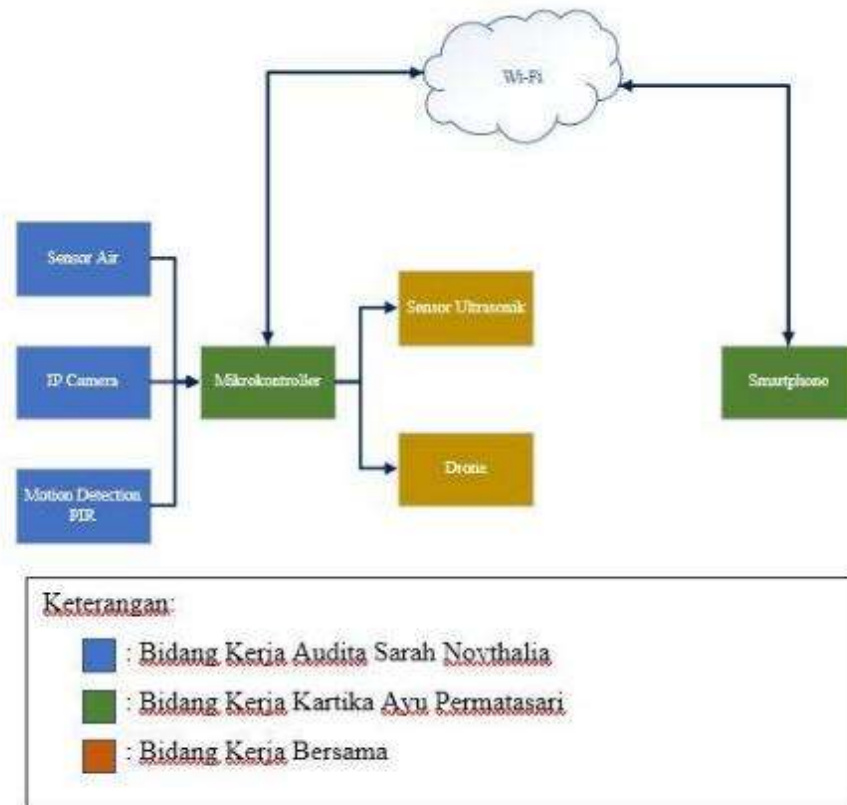 Wi-Fi
Sensor Air
Sensor Ultrasonik
IP Camera
Mikrokontroller
Smartphone
Drone
Motion Detection
PIR
Keterangan:
: Bidang Kerja Audita Sarah Novthalia
: Bidang Kerja Kartika Ayu Permatasari
: Bidang Kerja Bersama